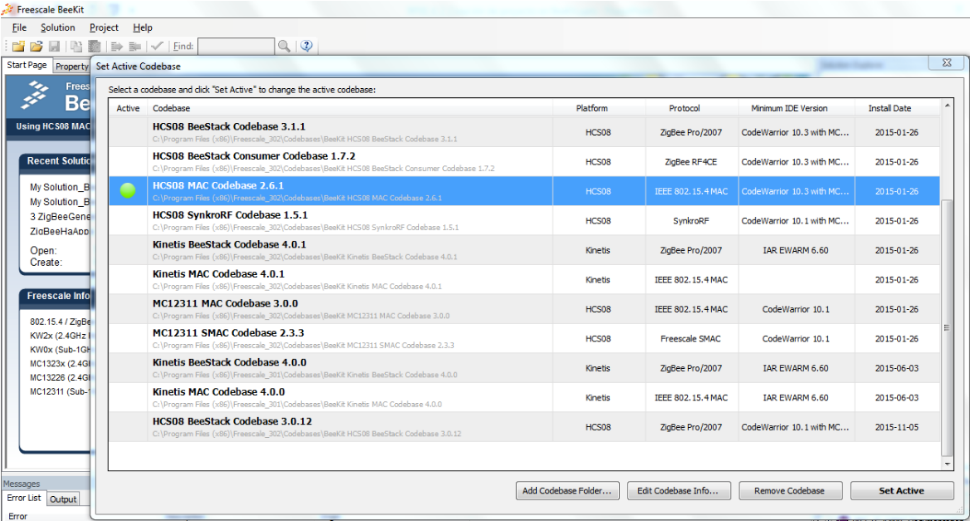 Freescale BeeKit
File Solution Project Help
Find:
Start Page Property
Set Active Codebase
Select a codebase and click "Set Active" to change the active codebase:
Frees
Be
Using HCS08 MAC
Recent Solutio
My Solution_B
My Solution_B
3 ZigBeeGene
ZigBeeHaApp
Open:
Create:
Freescale Info
802.15.4 / ZigBe
KW2x (2.4GHz
KW0x (Sub-1GH
MC1323x (2.4GH
MC13226 (2.4G
MC12311 (Sub-
Messages
Error List Output
Error
Active Codebase Platform Protocol Minimum IDE Version Install Date
HCS08 BeeStack Codebase 3.1.1 HCS08 ZigBee Pro/2007 CodeWarrior 10.3 with MC... 2015-01-26
C:\Program Files (x86)\Freescale_302\Codebases\BeeKit HCS08 BeeStack Codebase 3.1.1
HCS08 BeeStack Consumer Codebase 1.7.2 HCS08 ZigBee RF4CE CodeWarrior 10.3 with MC... 2015-01-26
C:\Program Files (x86)\Freescale_302\Codebases\BeeKit HCS08 BeeStack Consumer Codebase 1.7.2
HCS08 MAC Codebase 2.6.1 HCS08 IEEE 802.15.4 MAC CodeWarrior 10.3 with MC... 2015-01-26
C:\Program Files (x86)\Freescale_302\Codebases\BeeKit HCS08 MAC Codebase 2.6.1
HCS08 SynkroRF Codebase 1.5.1 HCS08 SynkroRF CodeWarrior 10.1 with MC... 2015-01-26
C:\Program Files (x86)\Freescale_302\Codebases\BeeKit HCS08 SynkroRF Codebase 1.5.1
Kinetis BeeStack Codebase 4.0.1 Kinetis ZigBee Pro/2007 IAR EWARM 6.60 2015-01-26
C:\Program Files (x86)\Freescale_302\Codebases\BeeKit Kinetis BeeStack Codebase 4.0.1
Kinetis MAC Codebase 4.0.1 Kinetis IEEE 802.15.4 MAC 2015-01-26
C:\Program Files (x86)\Freescale_302\Codebases\BeeKit Kinetis MAC Codebase 4.0.1
MC12311 MAC Codebase 3.0.0 HCS08 IEEE 802.15.4 MAC CodeWarrior 10.1 2015-01-26
C:\Program Files (x86)\Freescale_302\Codebases\BeeKit MC12311 MAC Codebase 3.0.0
MC12311 SMAC Codebase 2.3.3 HCS08 Freescale SMAC CodeWarrior 10.1 2015-01-26
C:\Program Files (x86)\Freescale_302\Codebases\BeeKit MC12311 SMAC Codebase 2.3.3
Kinetis BeeStack Codebase 4.0.0 Kinetis ZigBee Pro/2007 IAR EWARM 6.60 2015-06-03
C:\Program Files (x86)\Freescale_301\Codebases\BeeKit Kinetis BeeStack Codebase 4.0.0
Kinetis MAC Codebase 4.0.0 Kinetis IEEE 802.15.4 MAC IAR EWARM 6.60 2015-06-03
C:\Program Files (x86)\Freescale_301\Codebases\BeeKit Kinetis MAC Codebase 4.0.0
HCS08 BeeStack Codebase 3.0.12 HCS08 ZigBee Pro/2007 CodeWarrior 10.1 with MC... 2015-11-05
C:\Program Files (x86)\Freescale_302\Codebases\BeeKit HCS08 BeeStack Codebase 3.0.12
Add Codebase Folder... Edit Codebase Info... Remove Codebase Set Active